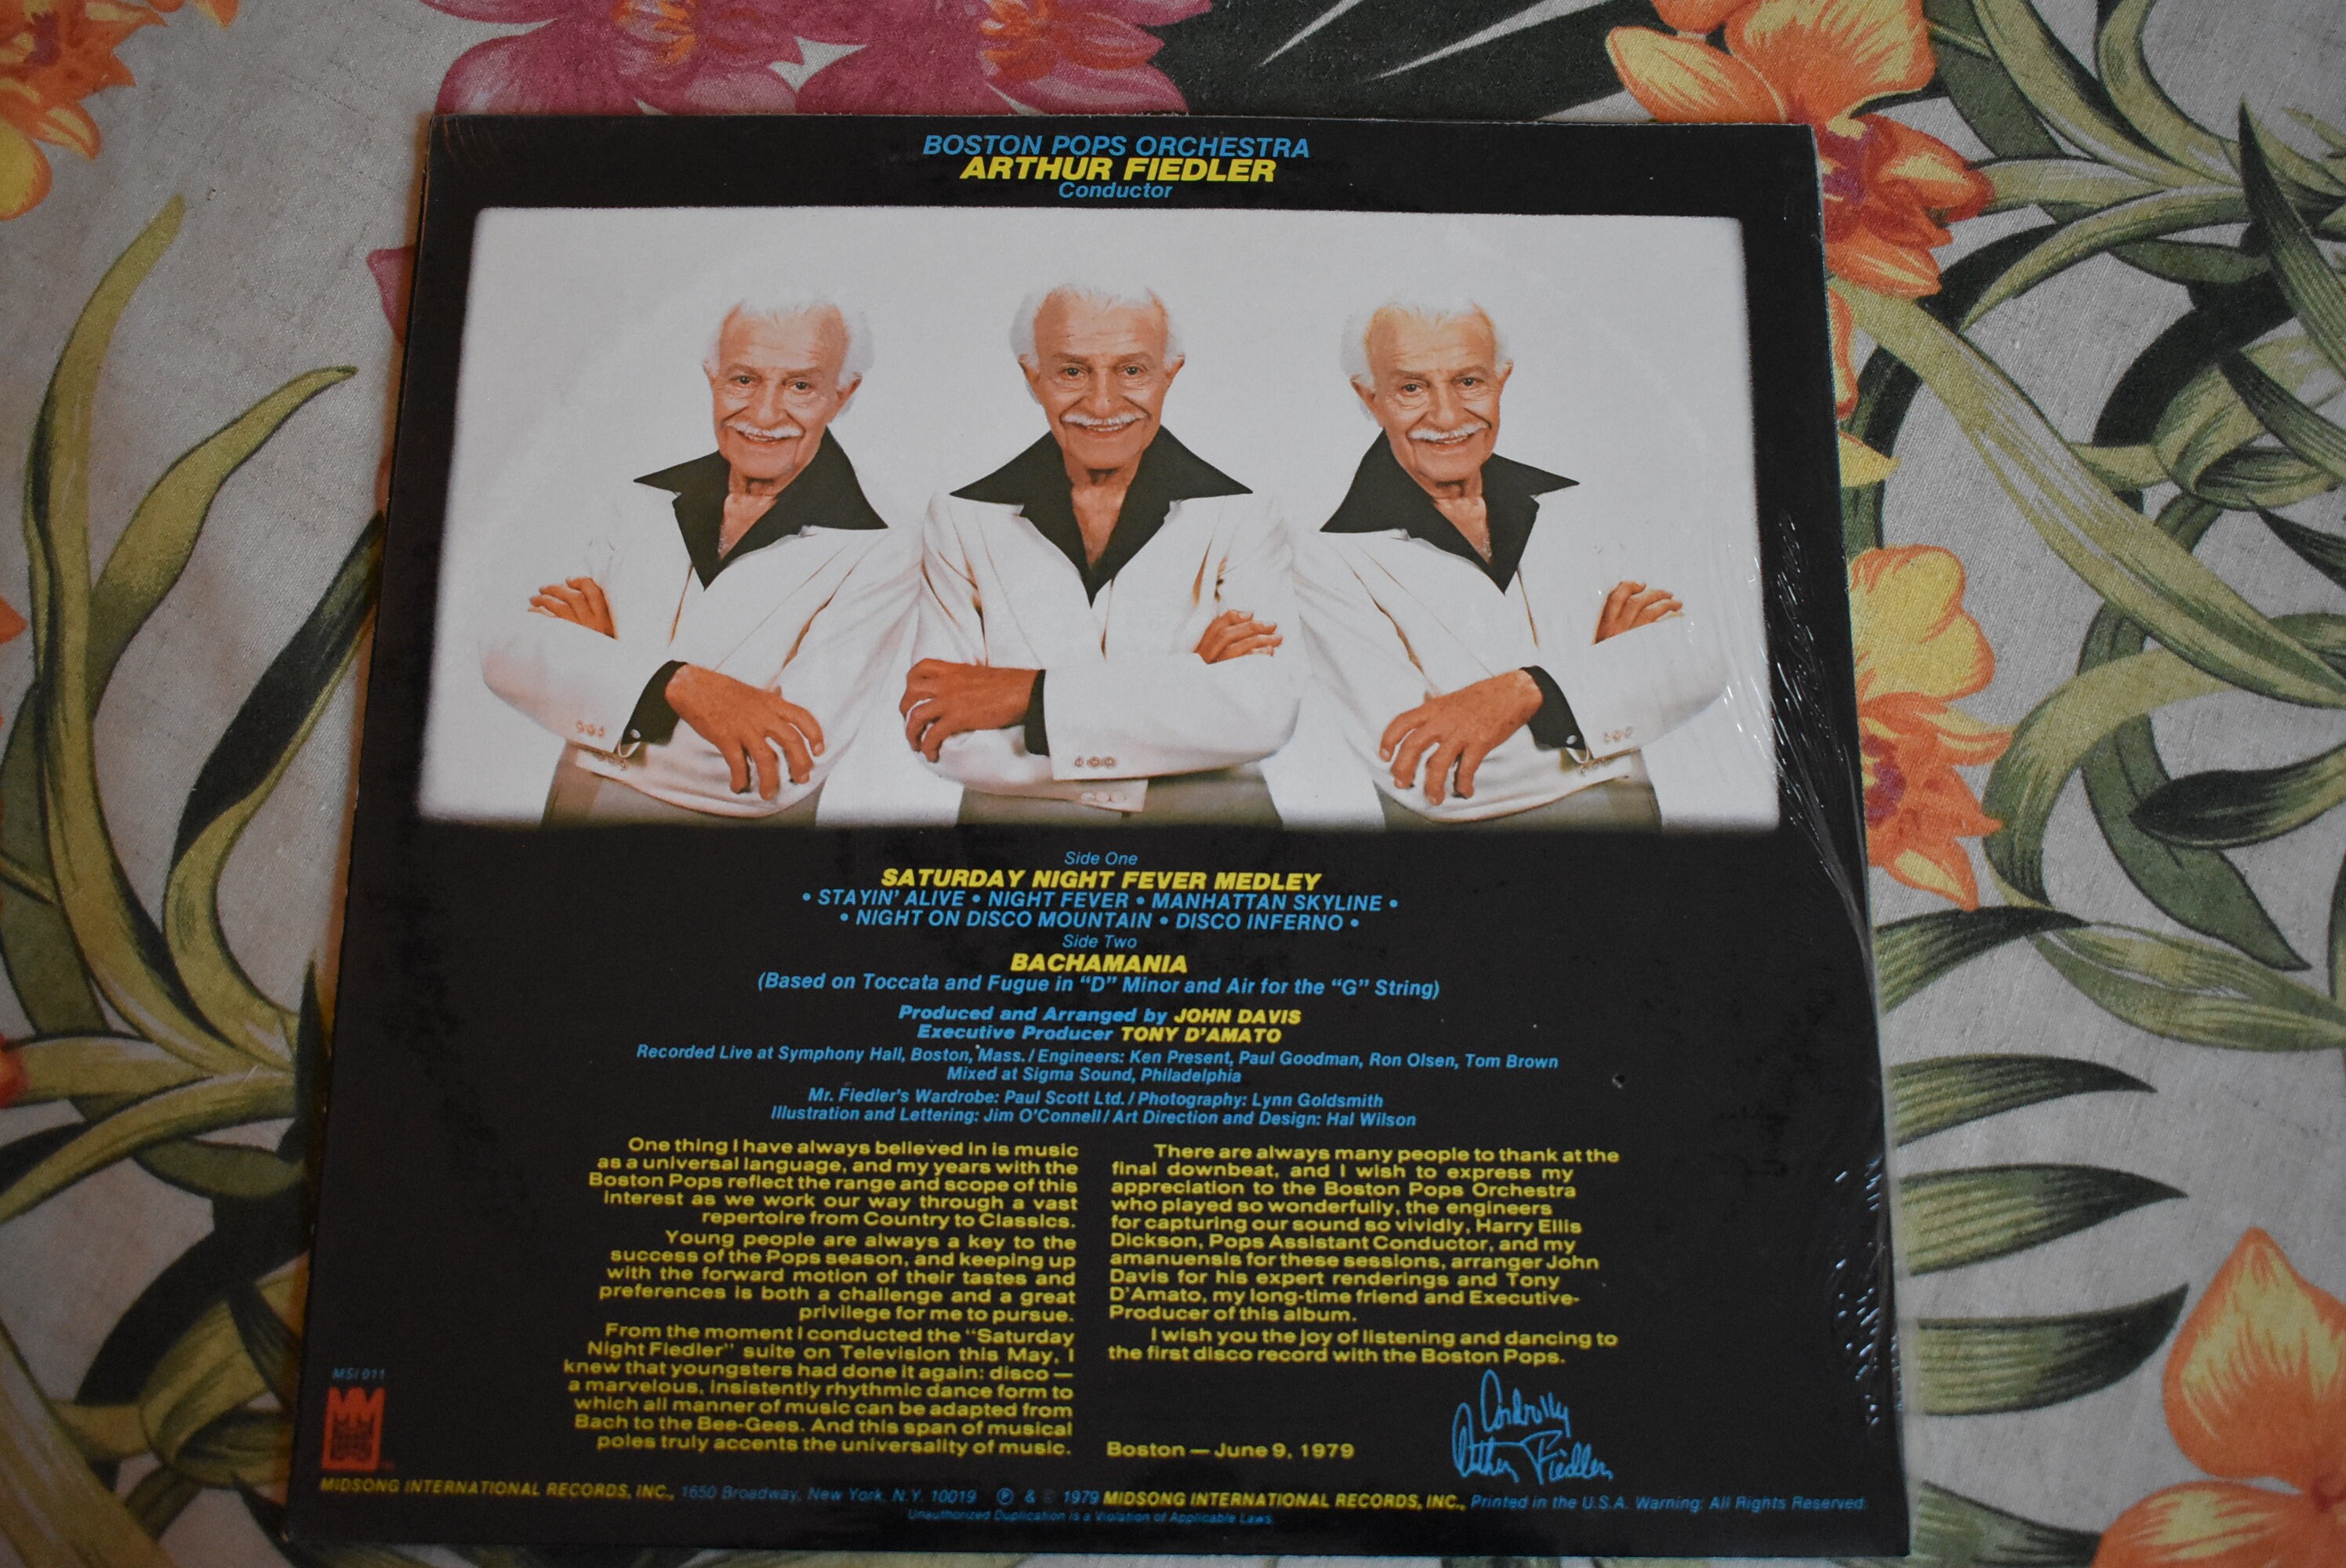 BOSTON POPS ORCHESTRA
ARTHUR FIEDLER
Conductor
Side One
SATURDAY NIGHT FEVER MEDLEY
• STAYIN' ALIVE • NIGHT FEVER • MANHATTAN SKYLINE •
• NIGHT ON DISCO MOUNTAIN • DISCO INFERNO •
Side Two
BACHAMANIA
(Based on Toccata and Fugue in "D" Minor and Air for the "G" String)
Produced and Arranged by JOHN DAVIS
Executive Producer TONY D'AMATO
Recorded Live at Symphony Hall, Boston, Mass. / Engineers: Ken Present, Paul Goodman, Ron Olsen, Tom Brown
Mixed at Sigma Sound, Philadelphia
Mr. Fiedler's Wardrobe: Paul Scott Ltd. / Photography: Lynn Goldsmith
Illustration and Lettering: Jim O'Connell / Art Direction and Design: Hal Wilson
One thing I have always believed in is music
as a universal language, and my years with the
Boston Pops reflect the range and scope of this
interest as we work our way through a vast
repertoire from Country to Classics.
Young people are always a key to the
success of the Pops season, and keeping up
with the forward motion of their tastes and
preferences is both a challenge and a great
privilege for me to pursue.
From the moment I conducted the "Saturday
Night Fiedler" suite on Television this May, I
knew that youngsters had done it again: disco —
a marvelous, insistently rhythmic dance form to
which all manner of music can be adapted from
Bach to the Bee-Gees. And this span of musical
poles truly accents the universality of music.
There are always many people to thank at the
final downbeat, and I wish to express my
appreciation to the Boston Pops Orchestra
who played so wonderfully, the engineers
for capturing our sound so vividly, Harry Ellis
Dickson, Pops Assistant Conductor, and my
amanuensis for these sessions, arranger John
Davis for his expert renderings and Tony
D'Amato, my long-time friend and Executive-
Producer of this album.
I wish you the joy of listening and dancing to
the first disco record with the Boston Pops.
Cordially
Arthur Fiedler
Boston — June 9, 1979
MSI 011
MIDSONG INTERNATIONAL RECORDS, INC., 1650 Broadway, New York, N.Y. 10019 ℗ & © 1979 MIDSONG INTERNATIONAL RECORDS, INC., Printed in the U.S.A. Warning: All Rights Reserved.
Unauthorized Duplication is a Violation of Applicable Laws.